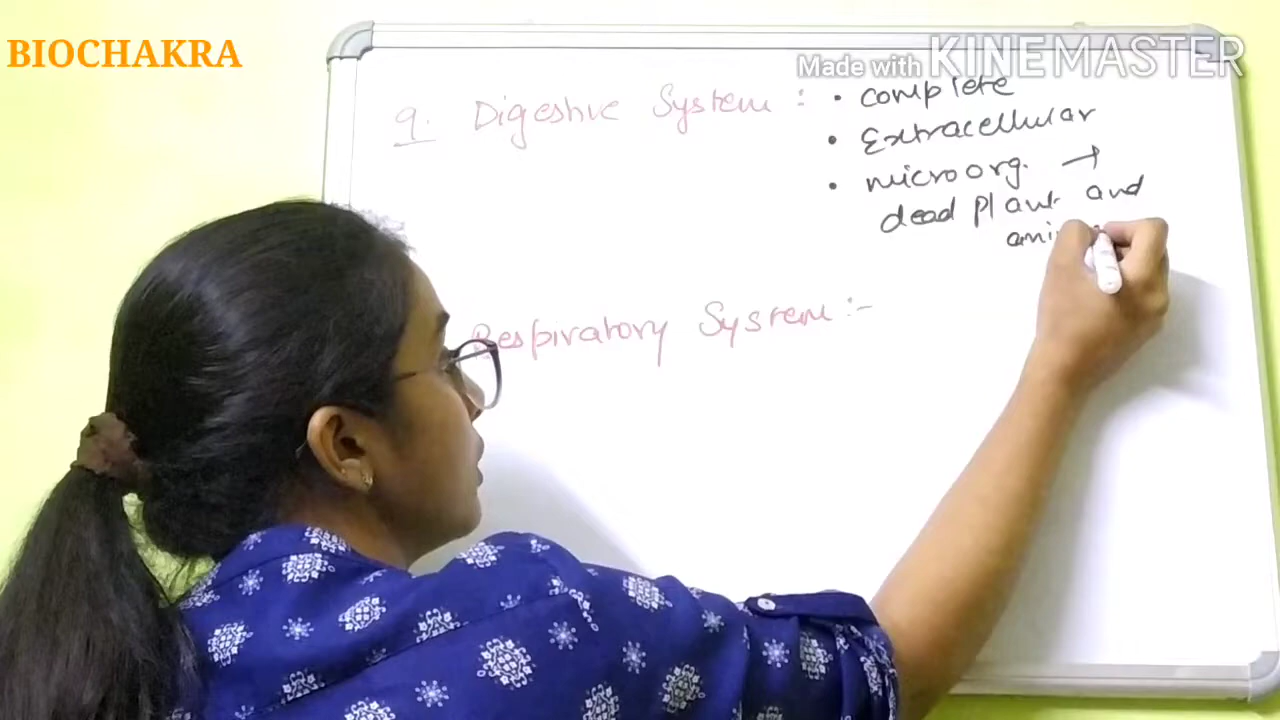 BIOCHAKRA
Made with KINEMASTER
9. Digestive System : • complete
• Extracellular
• microorg. →
dead plant and
Respiratory System :-